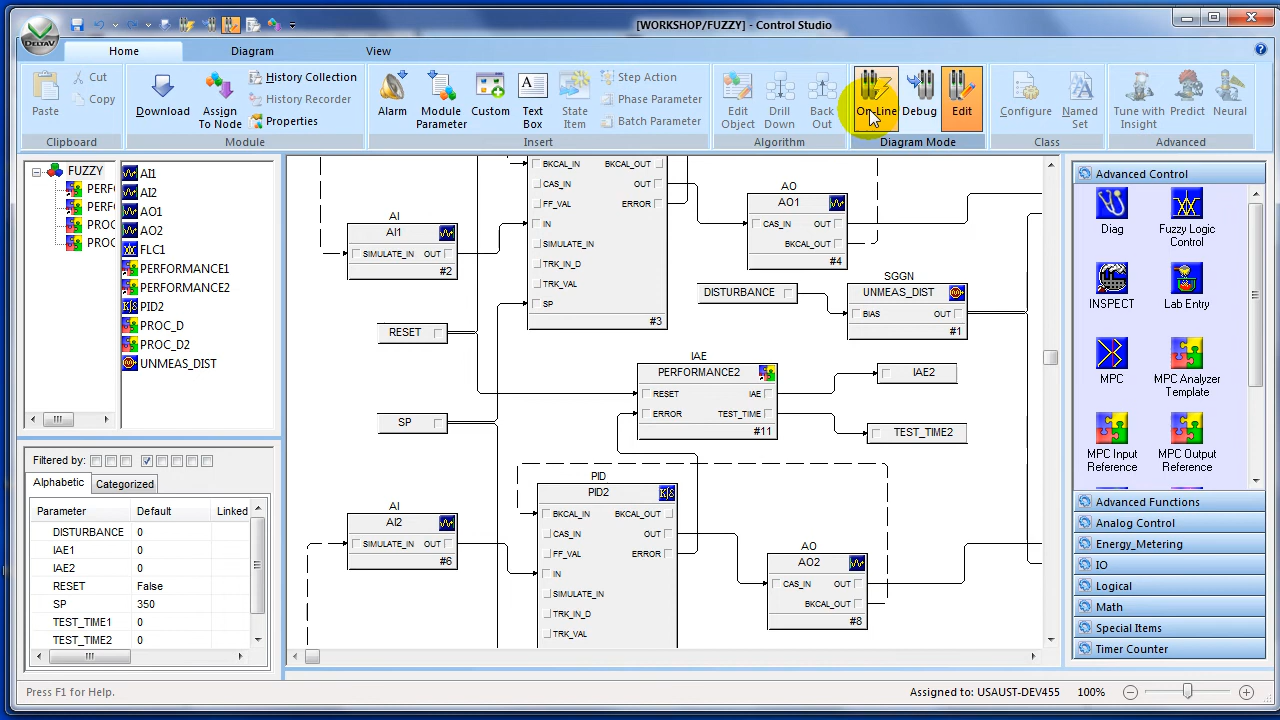 [WORKSHOP/FUZZY] - Control Studio
DELTAV
Home
Diagram
View
Paste
Cut
Copy
Clipboard
Download
Assign To Node
History Collection
History Recorder
Properties
Module
Alarm
Module Parameter
Custom
Text Box
State Item
Step Action
Phase Parameter
Batch Parameter
Insert
Edit Object
Drill Down
Back Out
Algorithm
On-Line
Debug
Edit
Diagram Mode
Configure
Named Set
Class
Tune with Insight
Predict
Neural
Advanced
FUZZY
PERF
PERF
PROC
PROC
AI1
AI2
AO1
AO2
FLC1
PERFORMANCE1
PERFORMANCE2
PID2
PROC_D
PROC_D2
UNMEAS_DIST
Filtered by:
Alphabetic
Categorized
Parameter Default Linked
DISTURBANCE 0
IAE1 0
IAE2 0
RESET False
SP 350
TEST_TIME1 0
TEST_TIME2 0
AI
AI1
SIMULATE_IN OUT
#2
BKCAL_IN BKCAL_OUT
CAS_IN OUT
FF_VAL ERROR
IN
SIMULATE_IN
TRK_IN_D
TRK_VAL
SP
#3
AO
AO1
CAS_IN OUT
BKCAL_OUT
#4
DISTURBANCE
SGGN
UNMEAS_DIST
BIAS OUT
#1
RESET
SP
IAE
PERFORMANCE2
RESET IAE
ERROR TEST_TIME
#11
IAE2
TEST_TIME2
AI
AI2
SIMULATE_IN OUT
#6
PID
PID2
BKCAL_IN BKCAL_OUT
CAS_IN OUT
FF_VAL ERROR
IN
SIMULATE_IN
TRK_IN_D
TRK_VAL
AO
AO2
CAS_IN OUT
BKCAL_OUT
#8
Advanced Control
Diag
Fuzzy Logic Control
INSPECT
Lab Entry
MPC
MPC Analyzer Template
MPC Input Reference
MPC Output Reference
Advanced Functions
Analog Control
Energy_Metering
IO
Logical
Math
Special Items
Timer Counter
Press F1 for Help.
Assigned to: USAUST-DEV455
100%